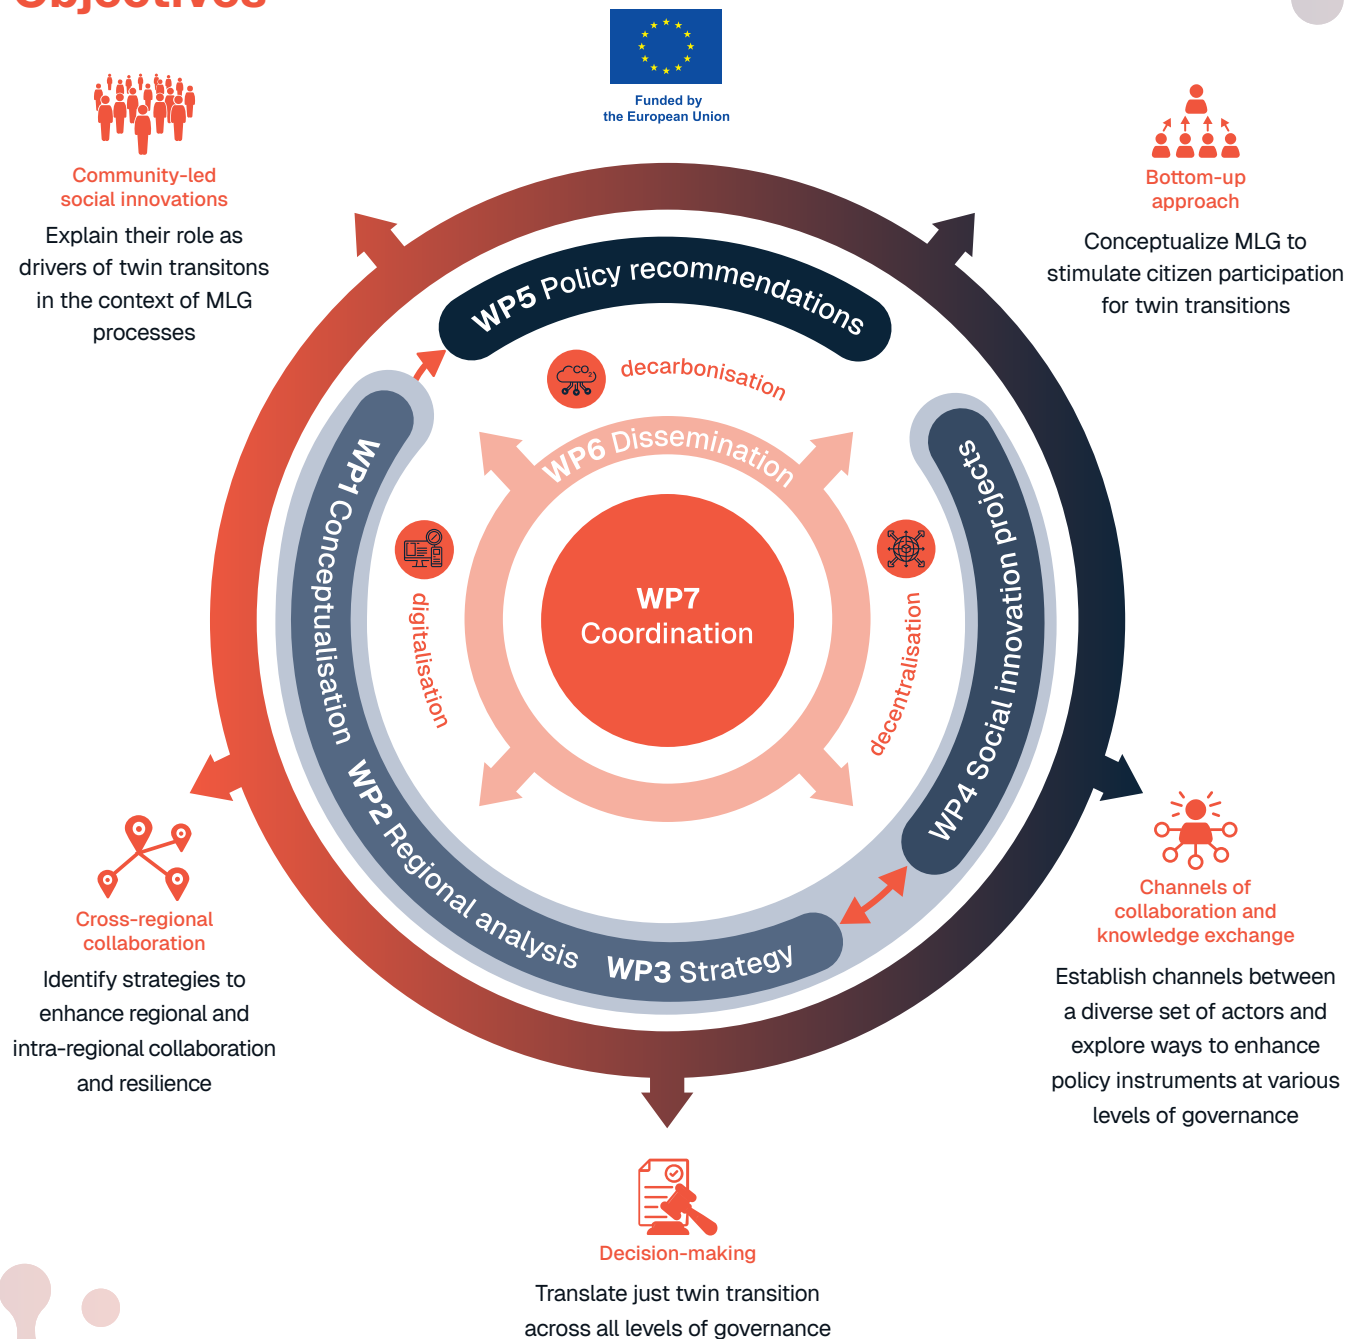 Objectives
Funded by
the European Union
Community-led
social innovations
Explain their role as
drivers of twin transitons
in the context of MLG
processes
Bottom-up
approach
Conceptualize MLG to
stimulate citizen participation
for twin transitions
WP5 Policy recommendations
CO2
decarbonisation
WP6 Dissemination
WP1 Conceptualisation
digitalisation
WP7
Coordination
decentralisation
WP4 Social innovation projects
WP2 Regional analysis
WP3 Strategy
Cross-regional
collaboration
Identify strategies to
enhance regional and
intra-regional collaboration
and resilience
Channels of
collaboration and
knowledge exchange
Establish channels between
a diverse set of actors and
explore ways to enhance
policy instruments at various
levels of governance
Decision-making
Translate just twin transition
across all levels of governance